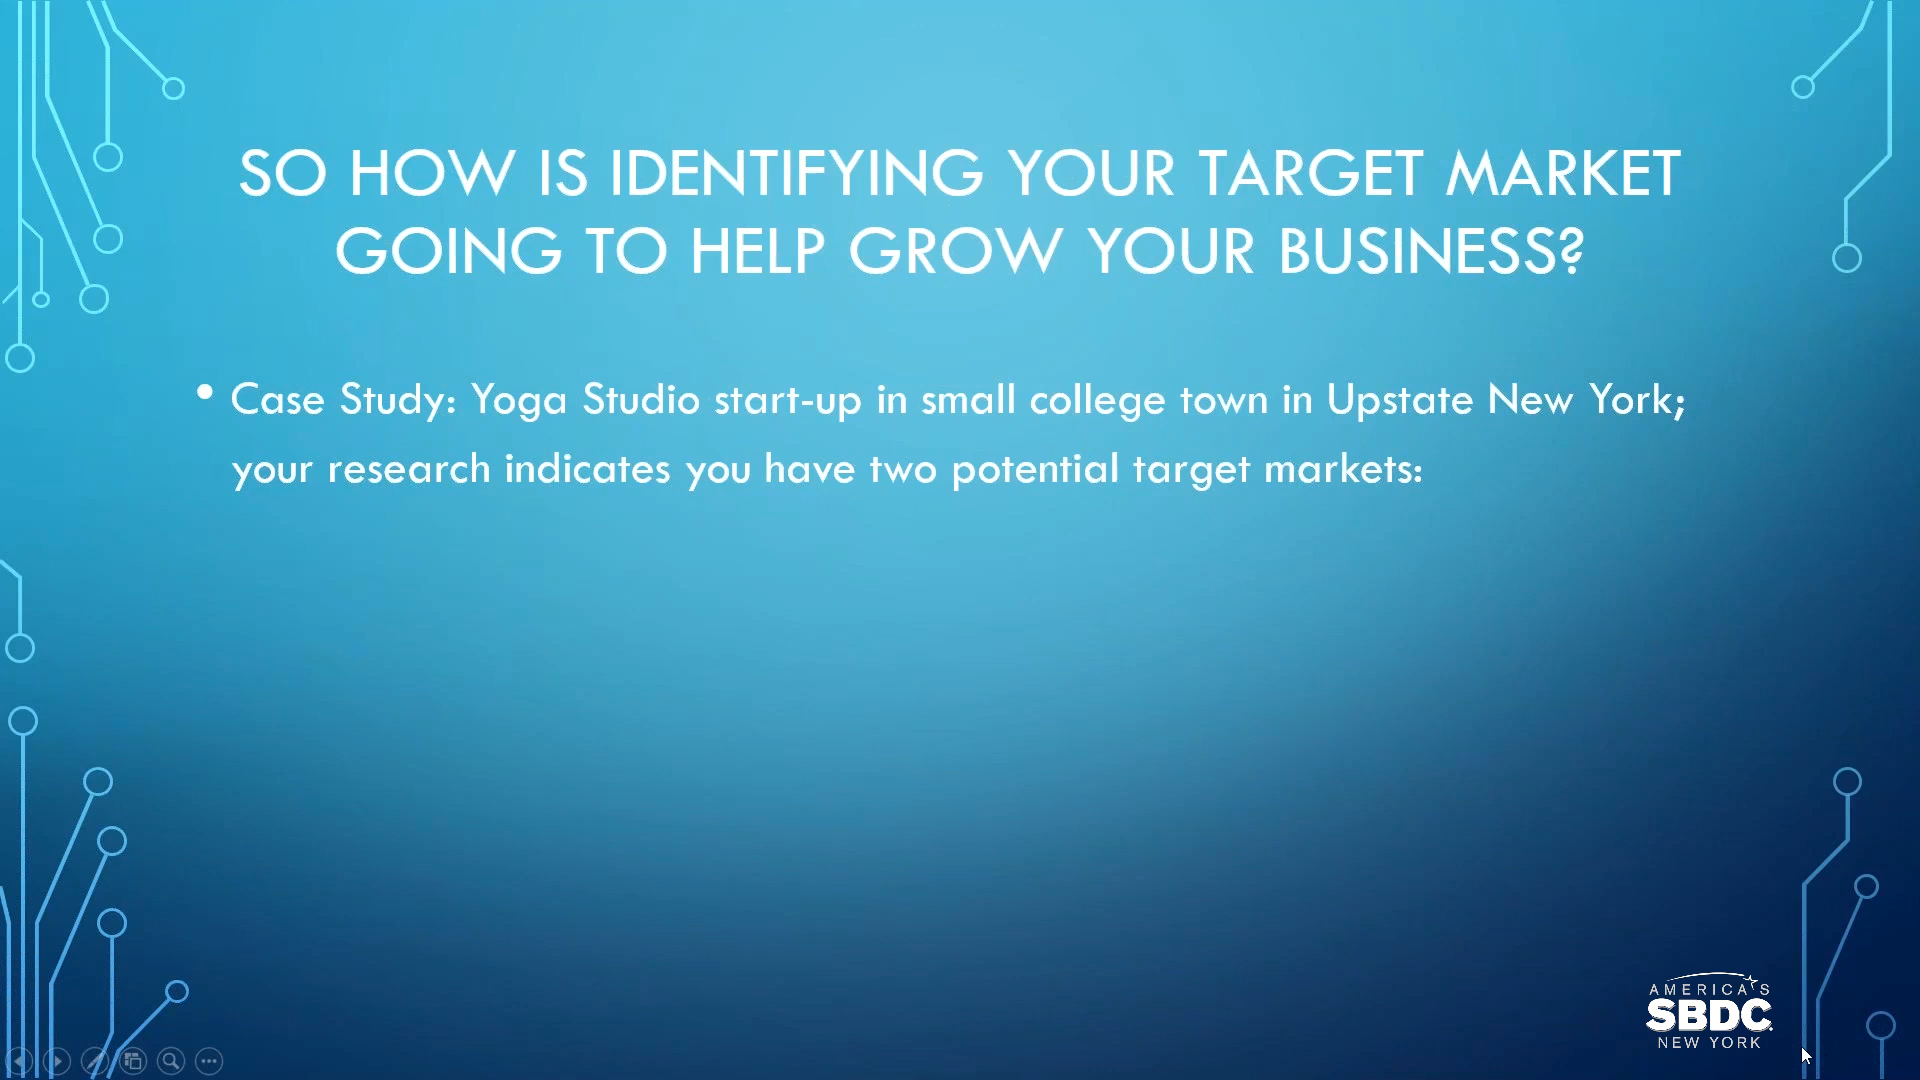 SO HOW IS IDENTIFYING YOUR TARGET MARKET
GOING TO HELP GROW YOUR BUSINESS?
• Case Study: Yoga Studio start-up in small college town in Upstate New York;
your research indicates you have two potential target markets:
AMERICA'S
SBDC
NEW YORK